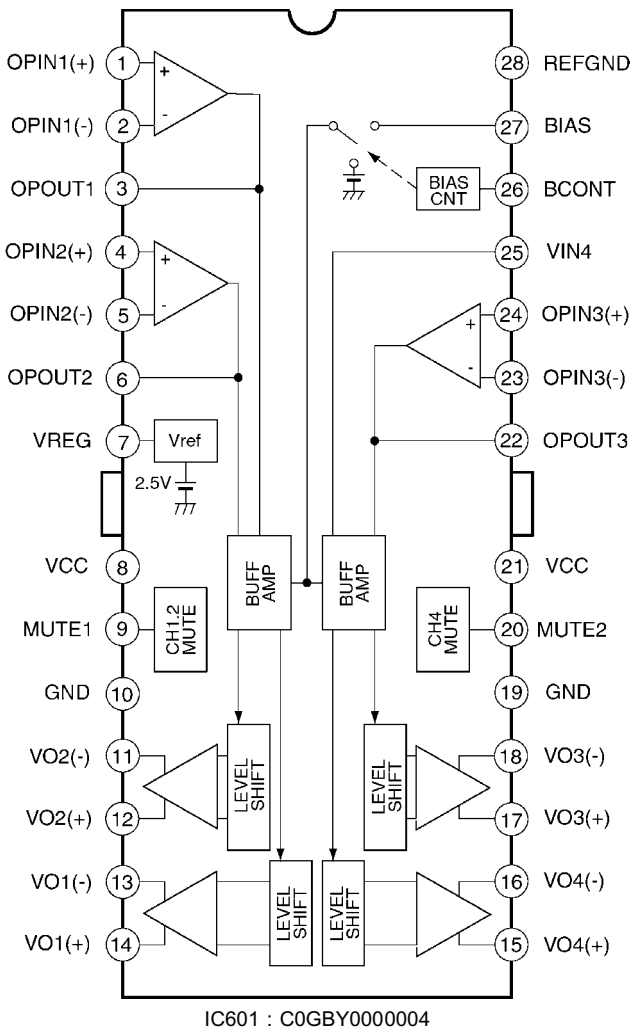 OPIN1(+) 1
OPIN1(-) 2
OPOUT1 3
OPIN2(+) 4
OPIN2(-) 5
OPOUT2 6
VREG 7
VCC 8
MUTE1 9
GND 10
VO2(-) 11
VO2(+) 12
VO1(-) 13
VO1(+) 14
+
-
+
-
Vref
2.5V
CH1.2
MUTE
BUFF
AMP
BUFF
AMP
LEVEL
SHIFT
LEVEL
SHIFT
LEVEL
SHIFT
LEVEL
SHIFT
BIAS
CNT
+
-
CH4
MUTE
28 REFGND
27 BIAS
26 BCONT
25 VIN4
24 OPIN3(+)
23 OPIN3(-)
22 OPOUT3
21 VCC
20 MUTE2
19 GND
18 VO3(-)
17 VO3(+)
16 VO4(-)
15 VO4(+)
IC601 : C0GBY0000004